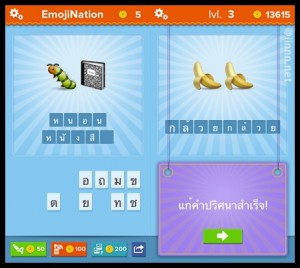 EmojiNation 5
ห น อ น
ห นั ง สื
อ ถ ม ช
ต ย ท ช
50 100 200
lvl. 3 13615
ก ล้ ว ย ก ล้ ว ย
แก้คำปริศนาสำเร็จ!